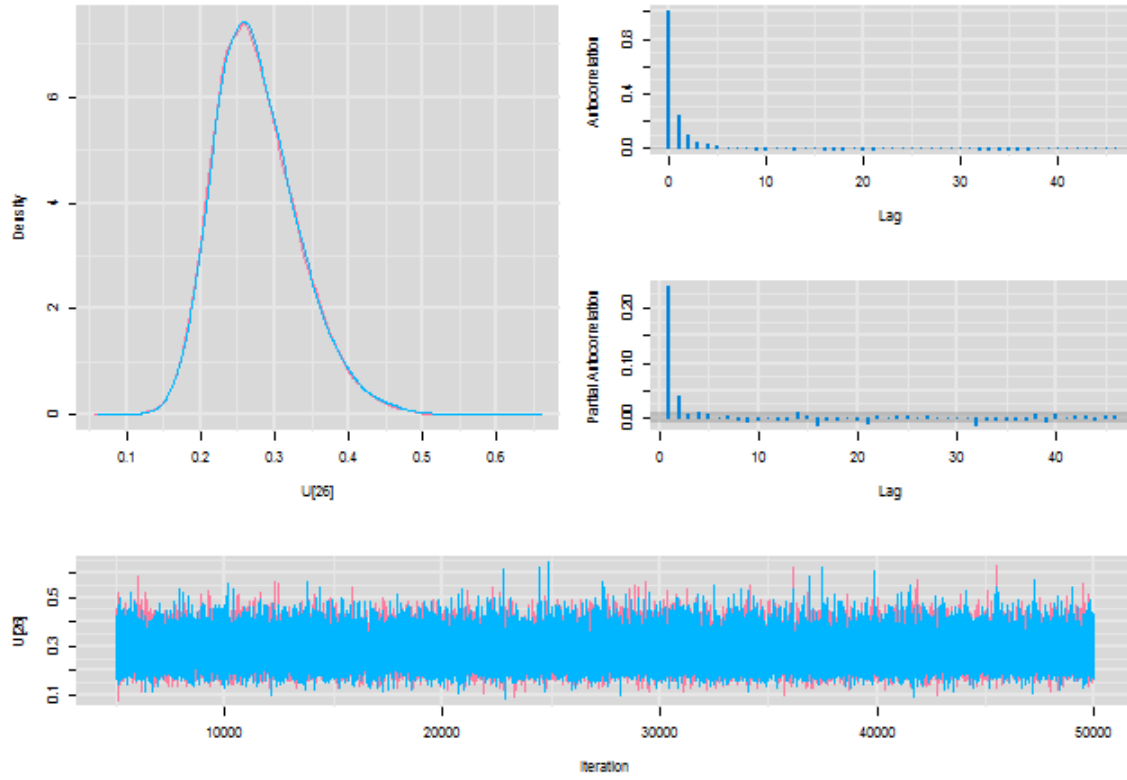 Density
0
2
4
6
0.1 0.2 0.3 0.4 0.5 0.6
U[26]
Autocorrelation
0.0 0.4 0.8
0 10 20 30 40
Lag
Partial Autocorrelation
0.00 0.10 0.20
0 10 20 30 40
Lag
U[26]
0.1 0.3 0.5
10000 20000 30000 40000 50000
Iteration